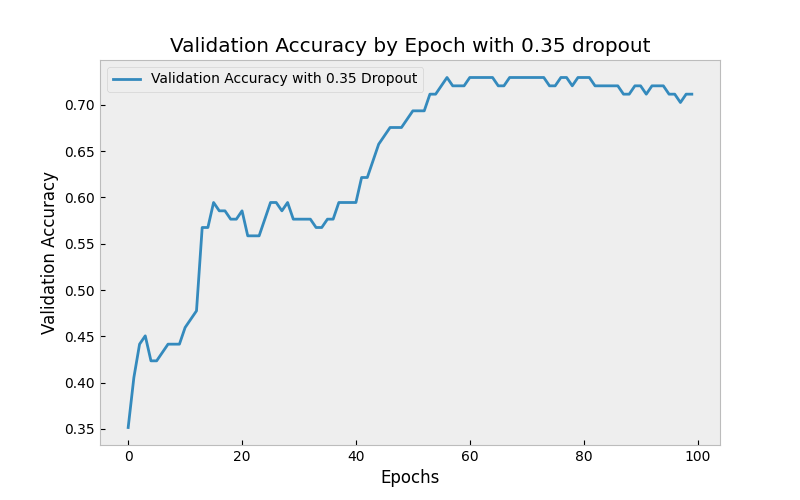 Validation Accuracy by Epoch with 0.35 dropout
Validation Accuracy with 0.35 Dropout
Validation Accuracy
0.70
0.65
0.60
0.55
0.50
0.45
0.40
0.35
0 20 40 60 80 100
Epochs